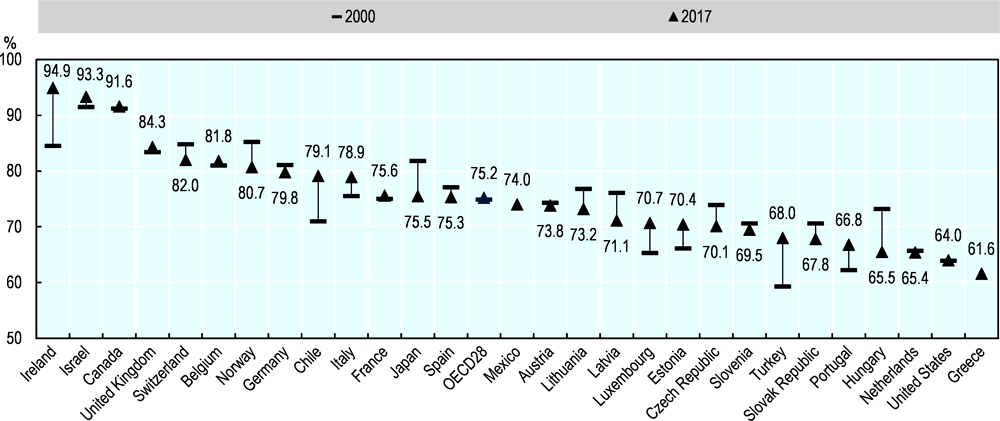 2000 2017
%
100
90
80
70
60
50
94.9 93.3 91.6 84.3 82.0 81.8 80.7 79.8 79.1 78.9 75.6 75.5 75.3 75.2 74.0 73.8 73.2 71.1 70.7 70.4 70.1 69.5 68.0 67.8 66.8 65.5 65.4 64.0 61.6
Ireland
Israel
Canada
United Kingdom
Switzerland
Belgium
Norway
Germany
Chile
Italy
France
Japan
Spain
OECD28
Mexico
Austria
Lithuania
Latvia
Luxembourg
Estonia
Czech Republic
Slovenia
Turkey
Slovak Republic
Portugal
Hungary
Netherlands
United States
Greece